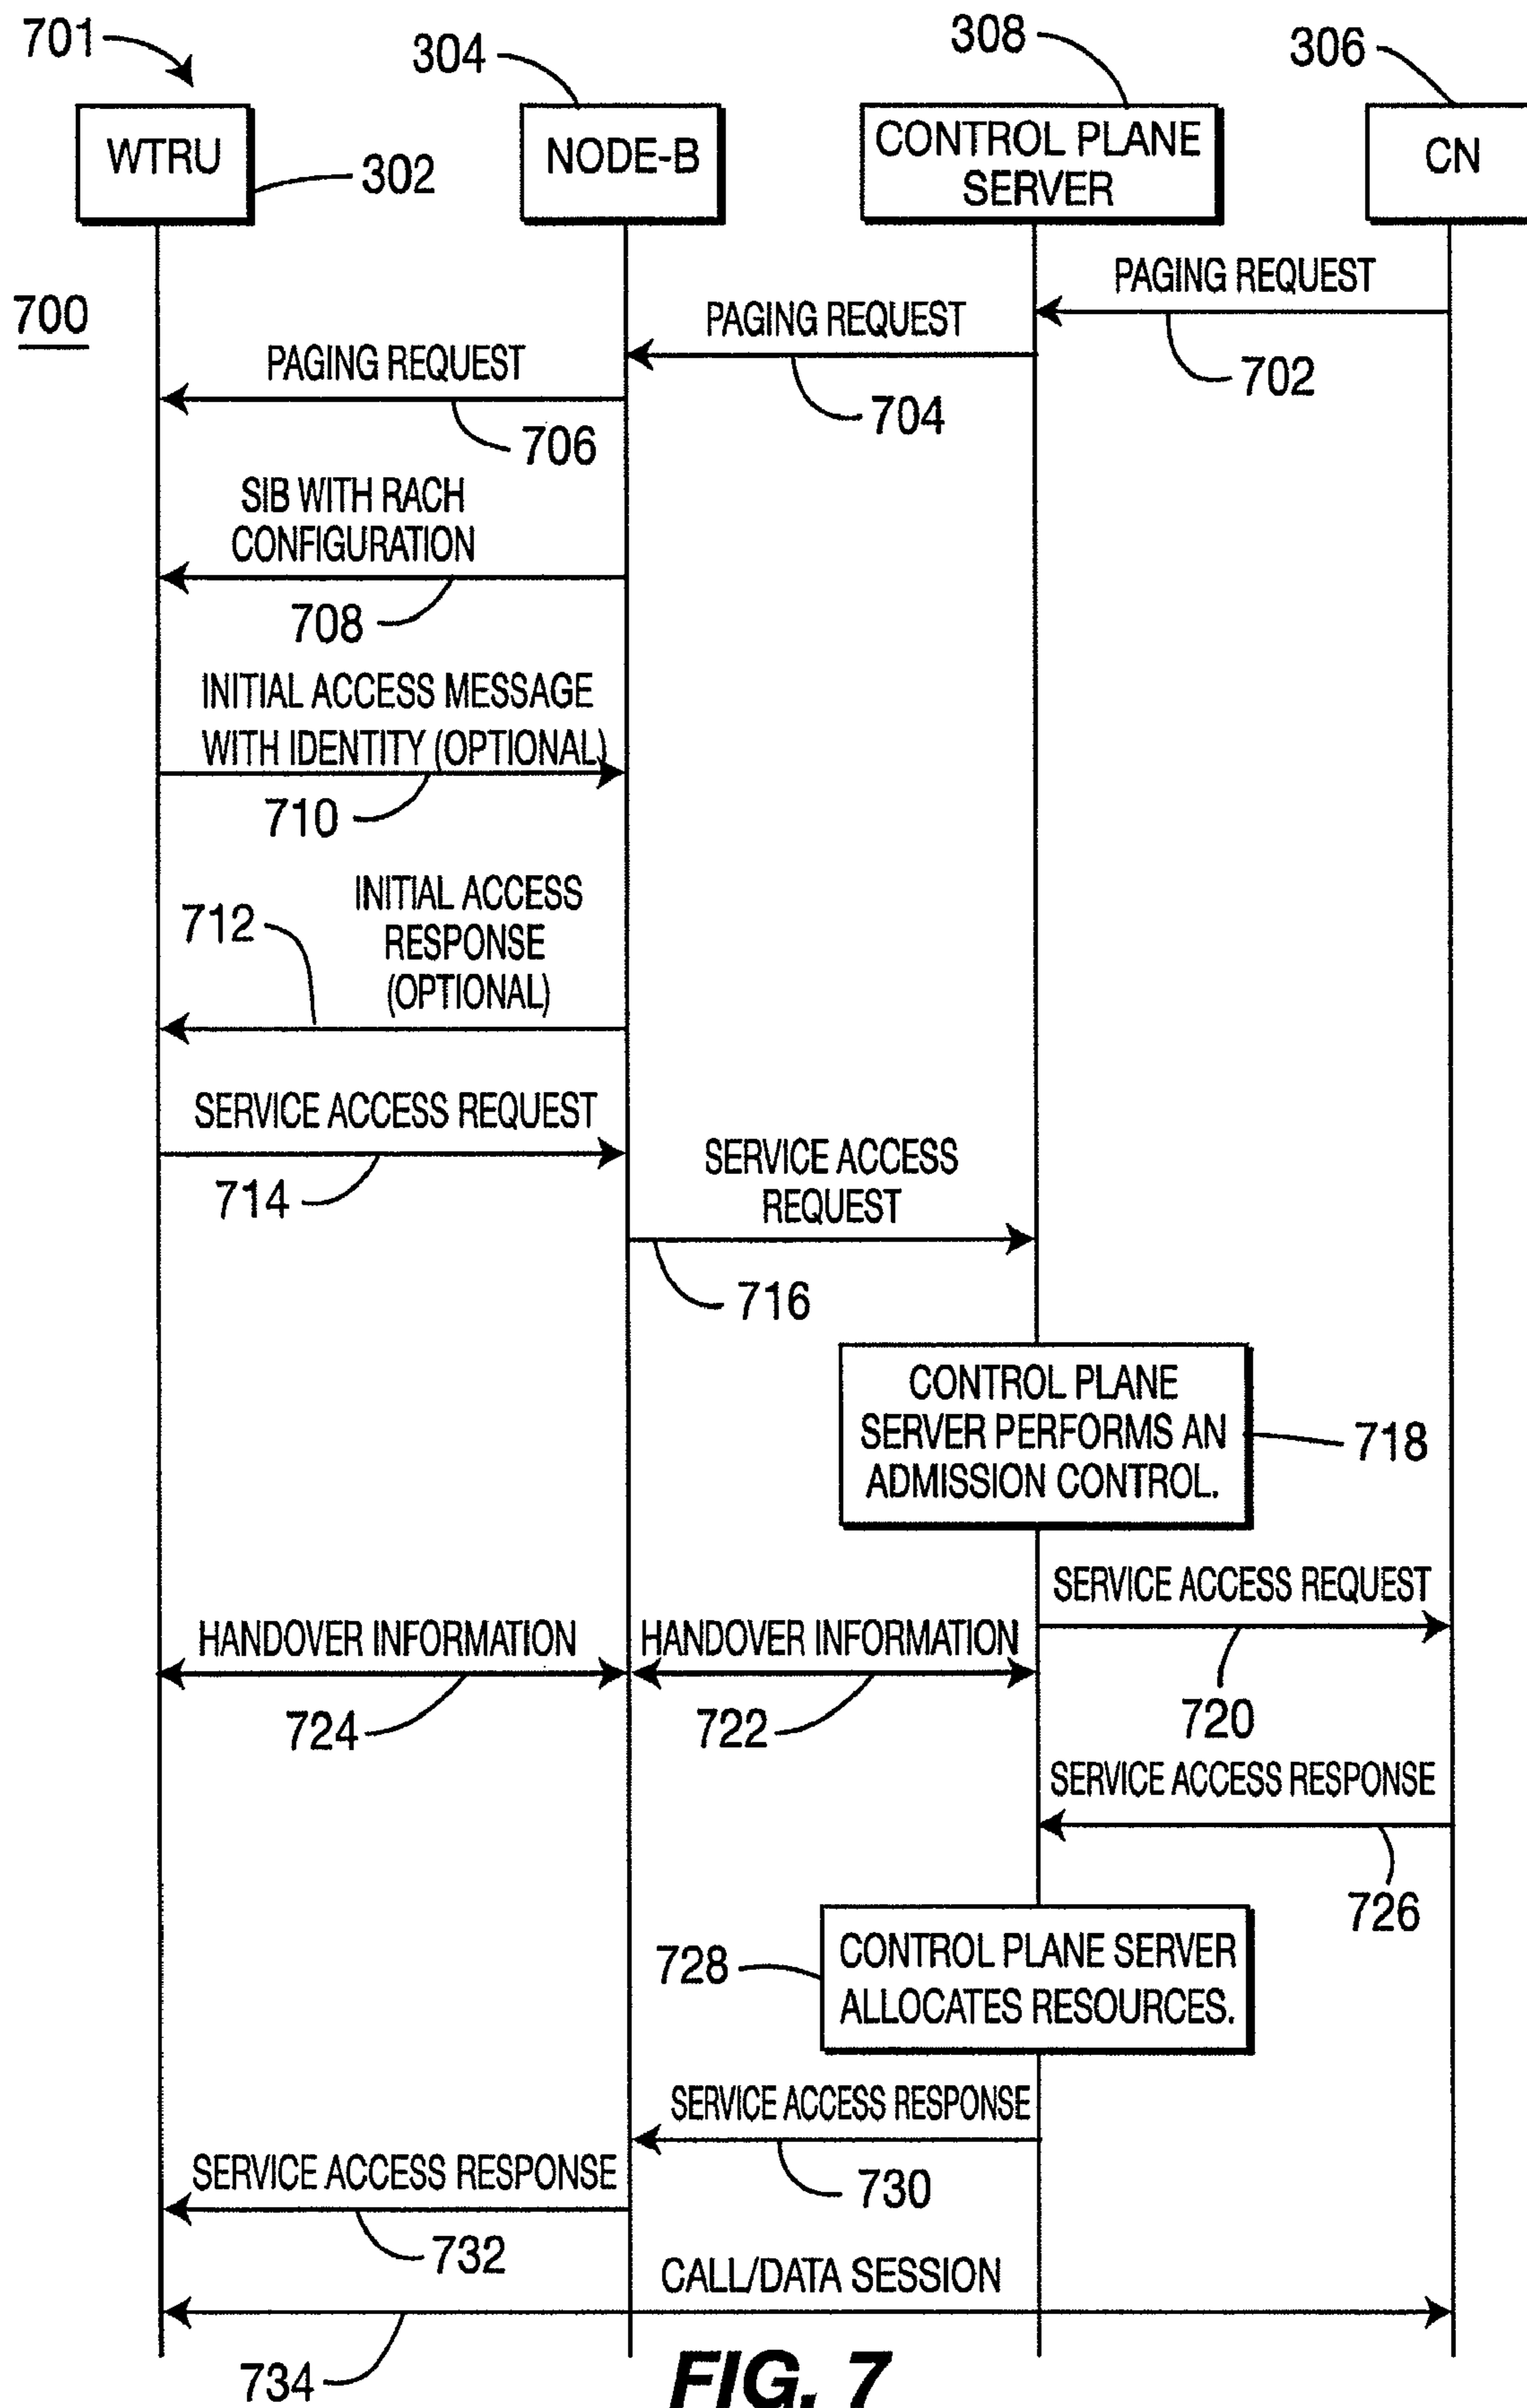 701
304
308
306
WTRU
302
NODE-B
CONTROL PLANE
SERVER
CN
700
PAGING REQUEST
702
PAGING REQUEST
704
PAGING REQUEST
706
SIB WITH RACH
CONFIGURATION
708
INITIAL ACCESS MESSAGE
WITH IDENTITY (OPTIONAL)
710
INITIAL ACCESS
RESPONSE
(OPTIONAL)
712
SERVICE ACCESS REQUEST
714
SERVICE ACCESS
REQUEST
716
CONTROL PLANE
SERVER PERFORMS AN
ADMISSION CONTROL.
718
SERVICE ACCESS REQUEST
720
HANDOVER INFORMATION
724
HANDOVER INFORMATION
722
SERVICE ACCESS RESPONSE
726
728
CONTROL PLANE SERVER
ALLOCATES RESOURCES.
SERVICE ACCESS RESPONSE
730
SERVICE ACCESS RESPONSE
732
CALL/DATA SESSION
734
FIG. 7